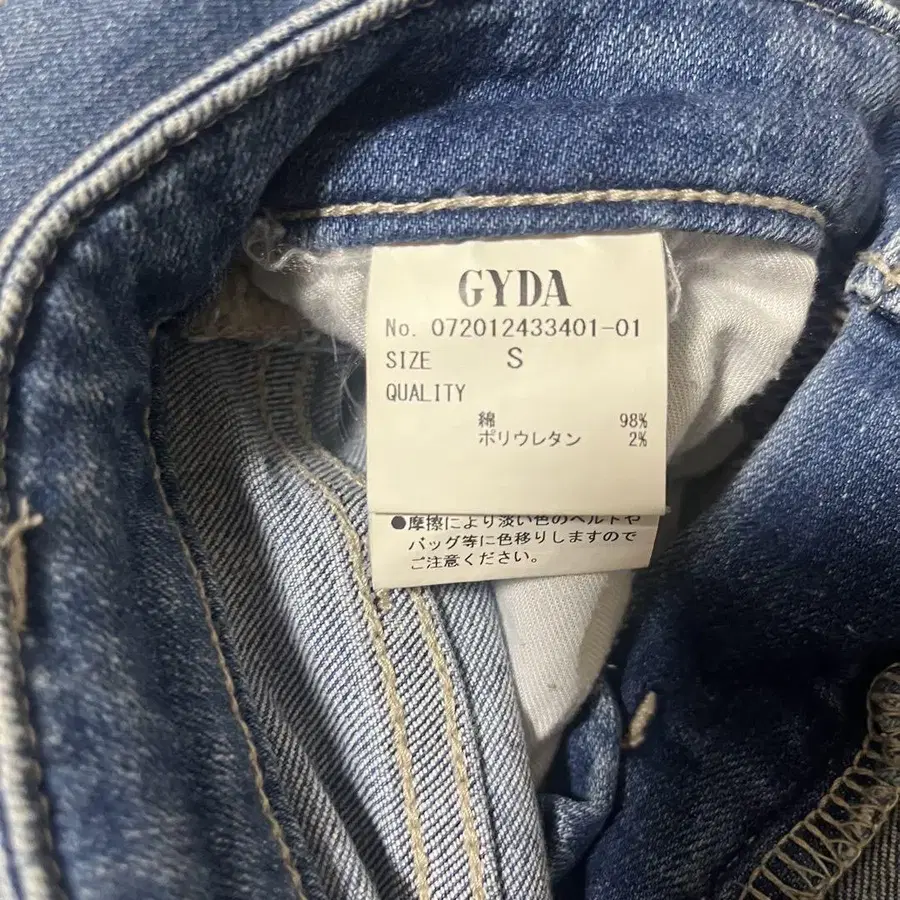 GYDA
No. 072012433401-01
SIZE S
QUALITY
綿 98%
ポリウレタン 2%
●摩擦により淡い色のベルトや
バッグ等に色移りしますので
ご注意ください。